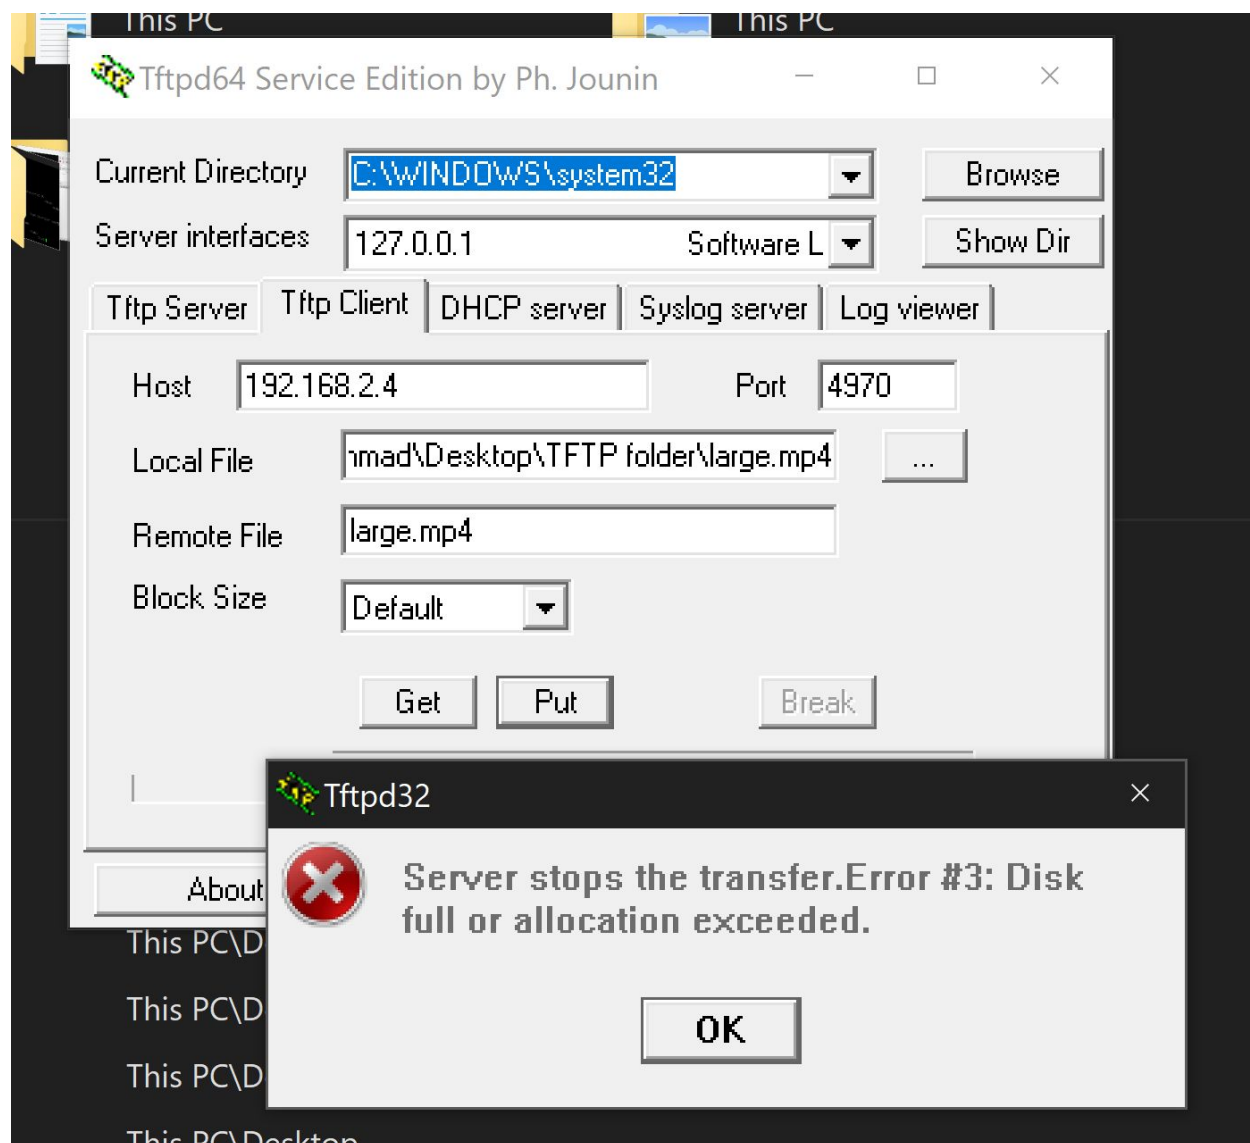 This PC This PC
Tftpd64 Service Edition by Ph. Jounin
Current Directory C:\WINDOWS\system32 Browse
Server interfaces 127.0.0.1 Software L Show Dir
Tftp Server Tftp Client DHCP server Syslog server Log viewer
Host 192.168.2.4 Port 4970
Local File mad\Desktop\TFTP folder\large.mp4 ...
Remote File large.mp4
Block Size Default
Get Put Break
Tftpd32
Server stops the transfer.Error #3: Disk
full or allocation exceeded.
About
OK
This PC\D
This PC\D
This PC\D
This PC\Desktop